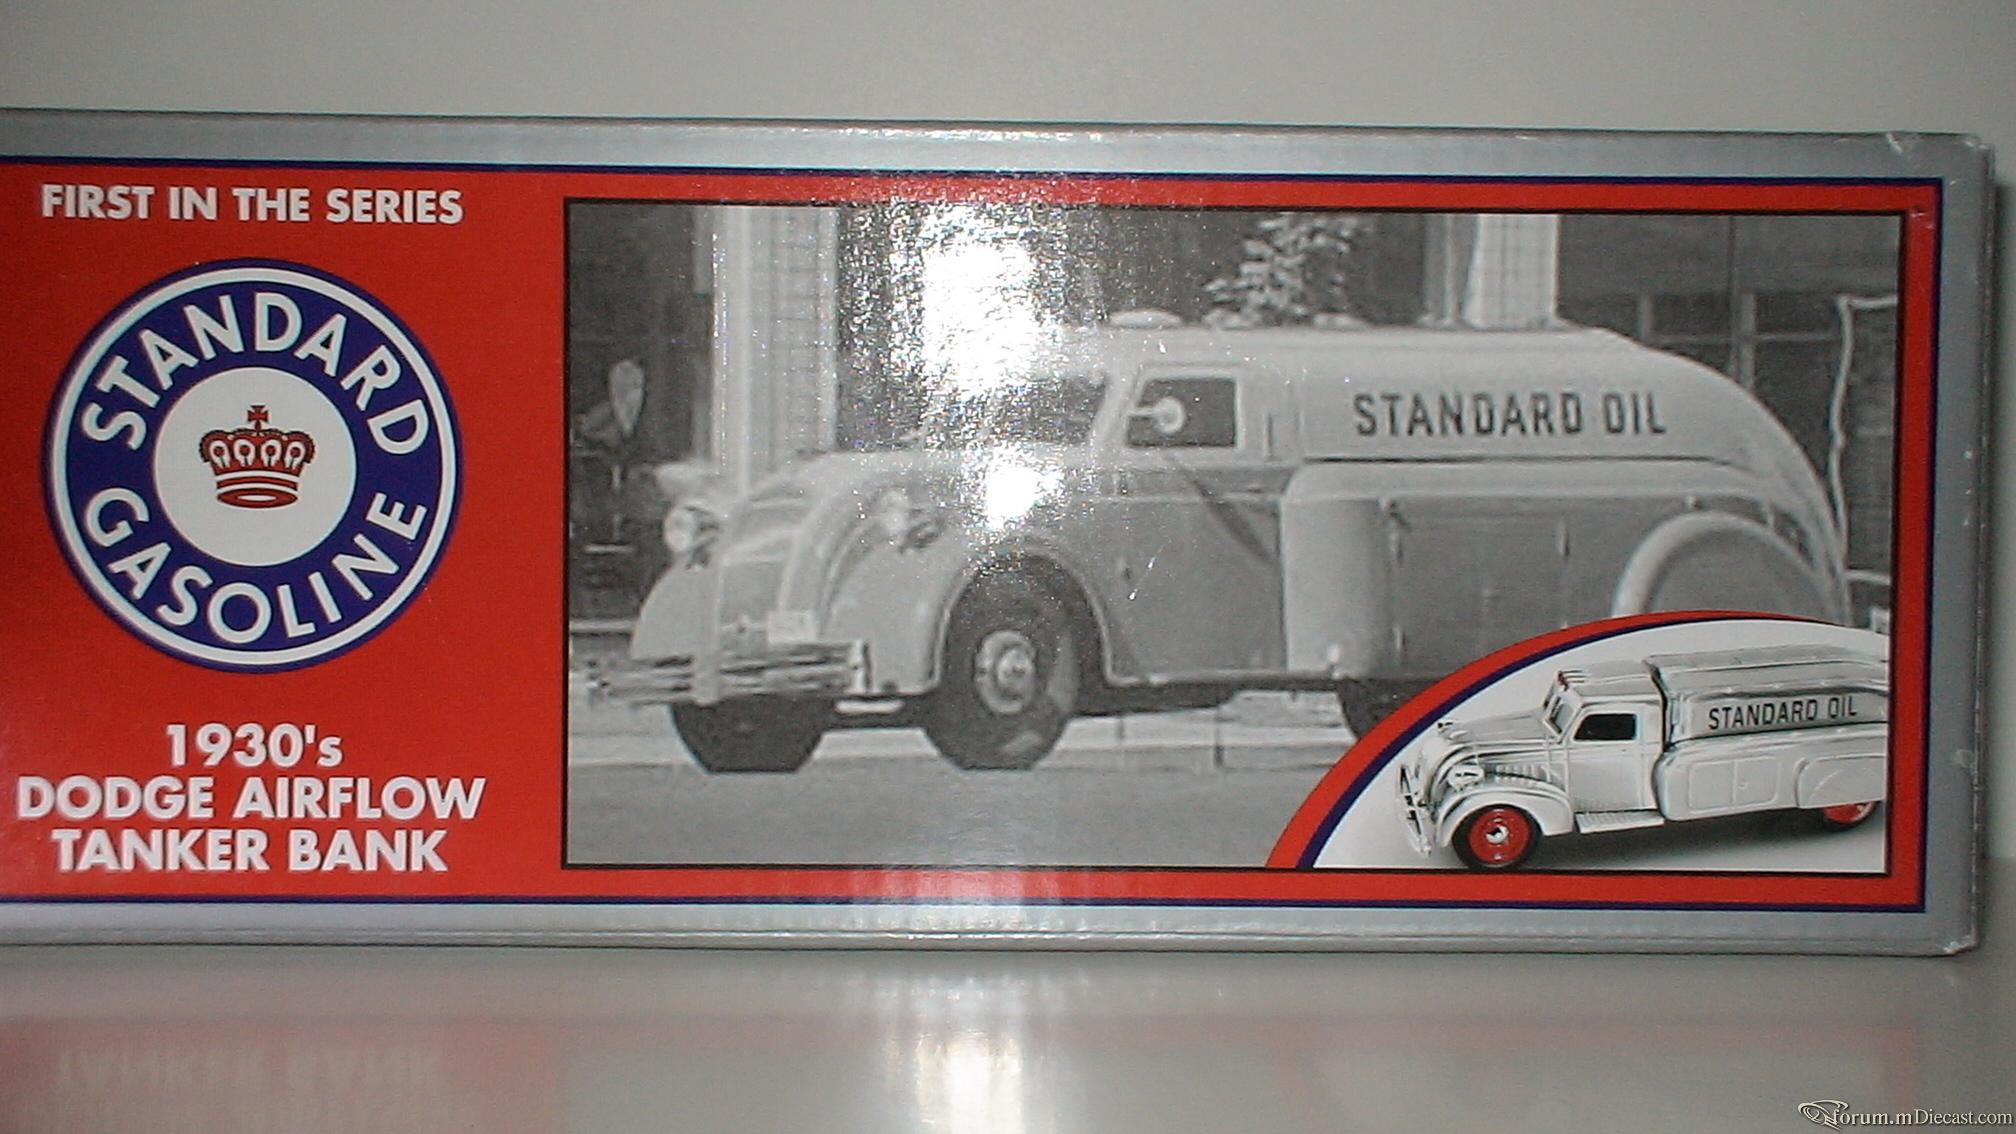 FIRST IN THE SERIES
STANDARD
GASOLINE
1930's
DODGE AIRFLOW
TANKER BANK
STANDARD OIL
STANDARD OIL
forum.mDiecast.com